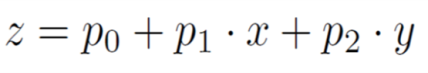 z = p₀ + p₁ · x + p₂ · y